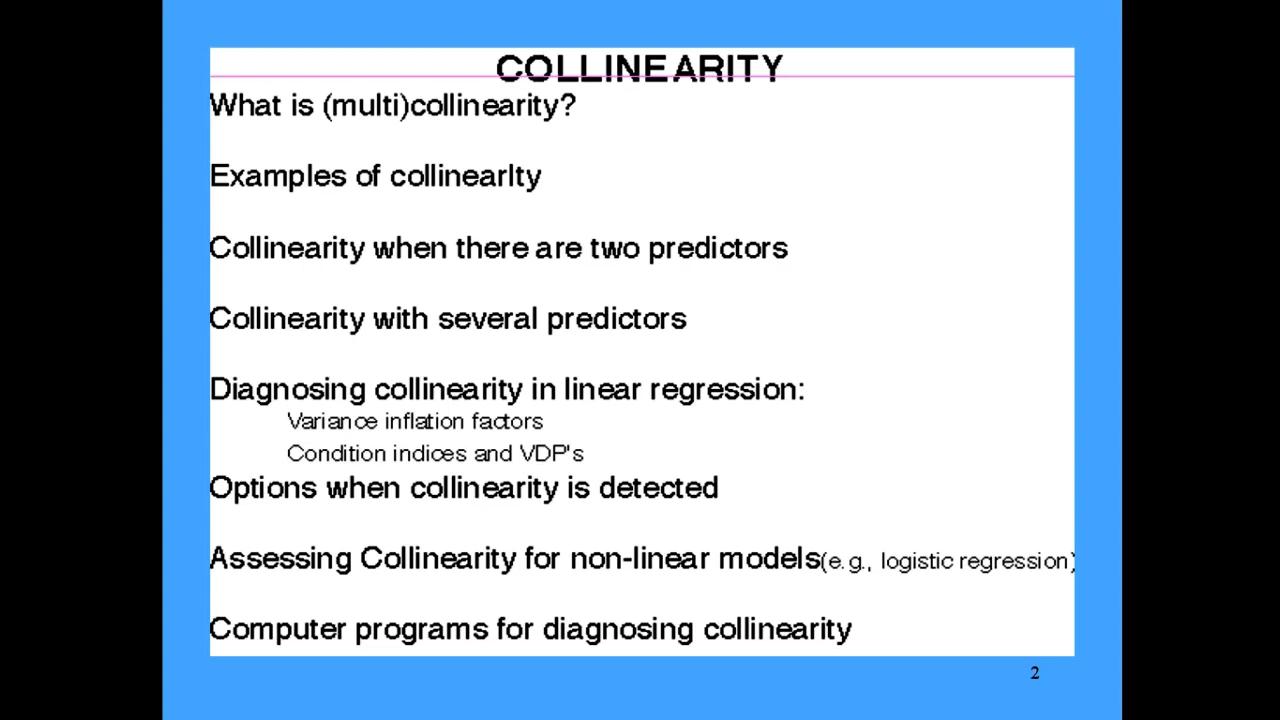 COLLINEARITY
What is (multi)collinearity?
Examples of collinearlty
Collinearity when there are two predictors
Collinearity with several predictors
Diagnosing collinearity in linear regression:
Variance inflation factors
Condition indices and VDP's
Options when collinearity is detected
Assessing Collinearity for non-linear models(e.g., logistic regression)
Computer programs for diagnosing collinearity
2